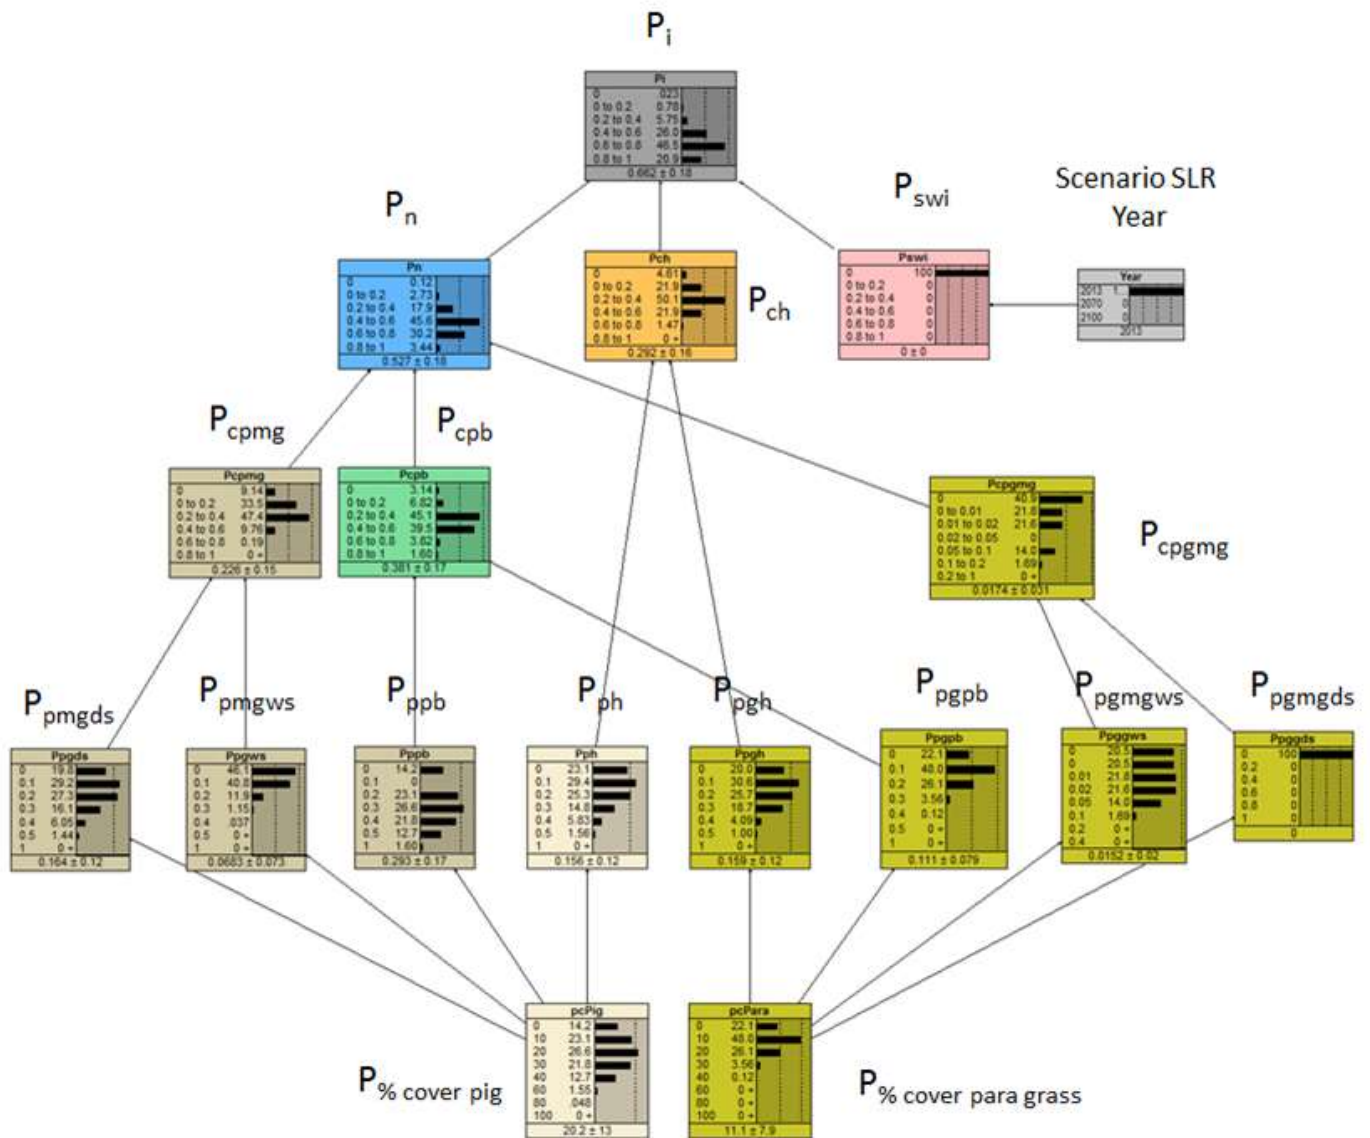 P_i
Pi
0 .023
0 to 0.2 0.78
0.2 to 0.4 5.75
0.4 to 0.6 26.0
0.6 to 0.8 46.5
0.8 to 1 20.9
0.662 ± 0.18
P_n
P_swi
Scenario SLR
Year
Pn
0 0.12
0 to 0.2 2.73
0.2 to 0.4 17.9
0.4 to 0.6 45.6
0.6 to 0.8 30.2
0.8 to 1 3.44
0.527 ± 0.18
Pch
0 4.61
0 to 0.2 21.9
0.2 to 0.4 50.1
0.4 to 0.6 21.9
0.6 to 0.8 1.47
0.8 to 1 0 +
0.292 ± 0.16
P_ch
Pswi
0 100
0 to 0.2 0
0.2 to 0.4 0
0.4 to 0.6 0
0.6 to 0.8 0
0.8 to 1 0
0 ± 0
Year
2013 1...
2070 0
2100 0
2013
P_cpmg
P_cpb
Pcpmg
0 9.14
0 to 0.2 33.5
0.2 to 0.4 47.4
0.4 to 0.6 9.76
0.6 to 0.8 0.19
0.8 to 1 0 +
0.226 ± 0.15
Pcpb
0 3.14
0 to 0.2 6.82
0.2 to 0.4 45.1
0.4 to 0.6 39.5
0.6 to 0.8 3.82
0.8 to 1 1.60
0.381 ± 0.17
Pcpgmg
0 40.9
0 to 0.01 21.8
0.01 to 0.02 21.6
0.02 to 0.05 0
0.05 to 0.1 14.0
0.1 to 0.2 1.69
0.2 to 1 0 +
0.0174 ± 0.031
P_cpgmg
P_pmgds
P_pmgws
P_ppb
P_ph
P_pgh
P_pgpb
P_pgmgws
P_pgmgds
Ppgds
0 19.8
0.1 29.2
0.2 27.3
0.3 16.1
0.4 6.05
0.5 1.44
1 0 +
0.164 ± 0.12
Ppgws
0 46.1
0.1 40.8
0.2 11.9
0.3 1.15
0.4 .037
0.5 0 +
1 0 +
0.0683 ± 0.073
Pppb
0 14.2
0.1 0
0.2 23.1
0.3 26.6
0.4 21.8
0.5 12.7
1 1.60
0.293 ± 0.17
Pph
0 23.1
0.1 29.4
0.2 25.3
0.3 14.8
0.4 5.83
0.5 1.56
1 0 +
0.156 ± 0.12
Ppgh
0 20.0
0.1 30.6
0.2 25.7
0.3 18.7
0.4 4.09
0.5 1.00
1 0 +
0.159 ± 0.12
Ppgpb
0 22.1
0.1 48.0
0.2 26.1
0.3 3.56
0.4 0.12
0.5 0 +
1 0 +
0.111 ± 0.079
Ppggws
0 20.5
0 20.5
0.01 21.8
0.02 21.6
0.05 14.0
0.1 1.69
0.2 0 +
0.4 0 +
0.0152 ± 0.02
Ppggds
0 100
0.2 0
0.4 0
0.6 0
0.8 0
1 0
0
pcPig
0 14.2
10 23.1
20 26.6
30 21.8
40 12.7
60 1.55
80 .048
100 0 +
20.2 ± 13
pcPara
0 22.1
10 48.0
20 26.1
30 3.56
40 0.12
60 0 +
80 0 +
100 0 +
11.1 ± 7.9
P_% cover pig
P_% cover para grass